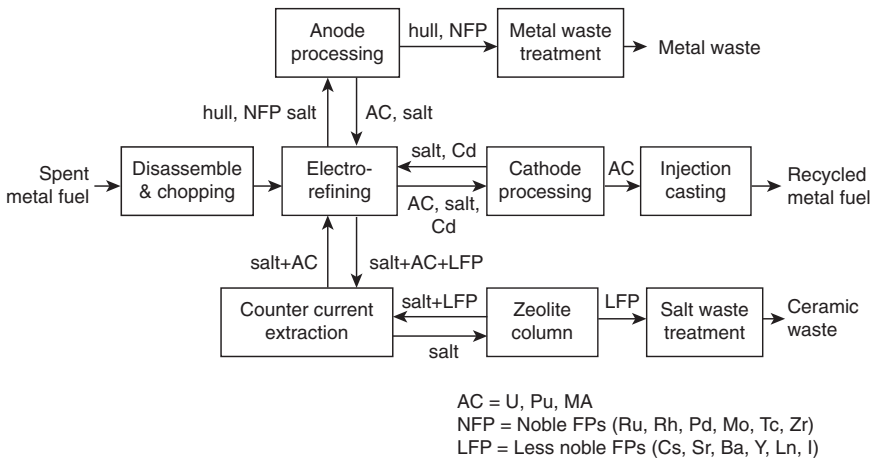 Anode
processing
hull, NFP
Metal waste
treatment
Metal waste
hull, NFP salt
AC, salt
Spent
metal fuel
Disassemble
& chopping
Electro-
refining
salt, Cd
AC, salt,
Cd
Cathode
processing
AC
Injection
casting
Recycled
metal fuel
salt+AC
salt+AC+LFP
Counter current
extraction
salt+LFP
salt
Zeolite
column
LFP
Salt waste
treatment
Ceramic
waste
AC = U, Pu, MA
NFP = Noble FPs (Ru, Rh, Pd, Mo, Tc, Zr)
LFP = Less noble FPs (Cs, Sr, Ba, Y, Ln, I)